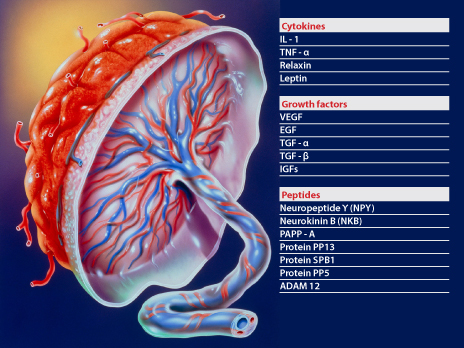 Cytokines
IL - 1
TNF - α
Relaxin
Leptin
Growth factors
VEGF
EGF
TGF - α
TGF - β
IGFs
Peptides
Neuropeptide Y (NPY)
Neurokinin B (NKB)
PAPP - A
Protein PP13
Protein SPB1
Protein PP5
ADAM 12